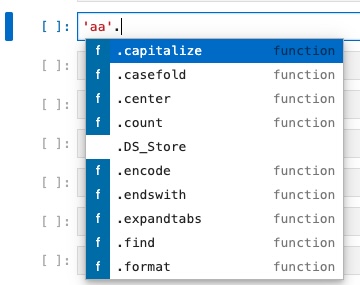 [ ]: 'aa'.
f .capitalize function
[ ]: f .casefold function
f .center function
[ ]: f .count function
[ ]: .DS_Store
f .encode function
[ ]: f .endswith function
[ ]: f .expandtabs function
f .find function
[ ]: f .format function